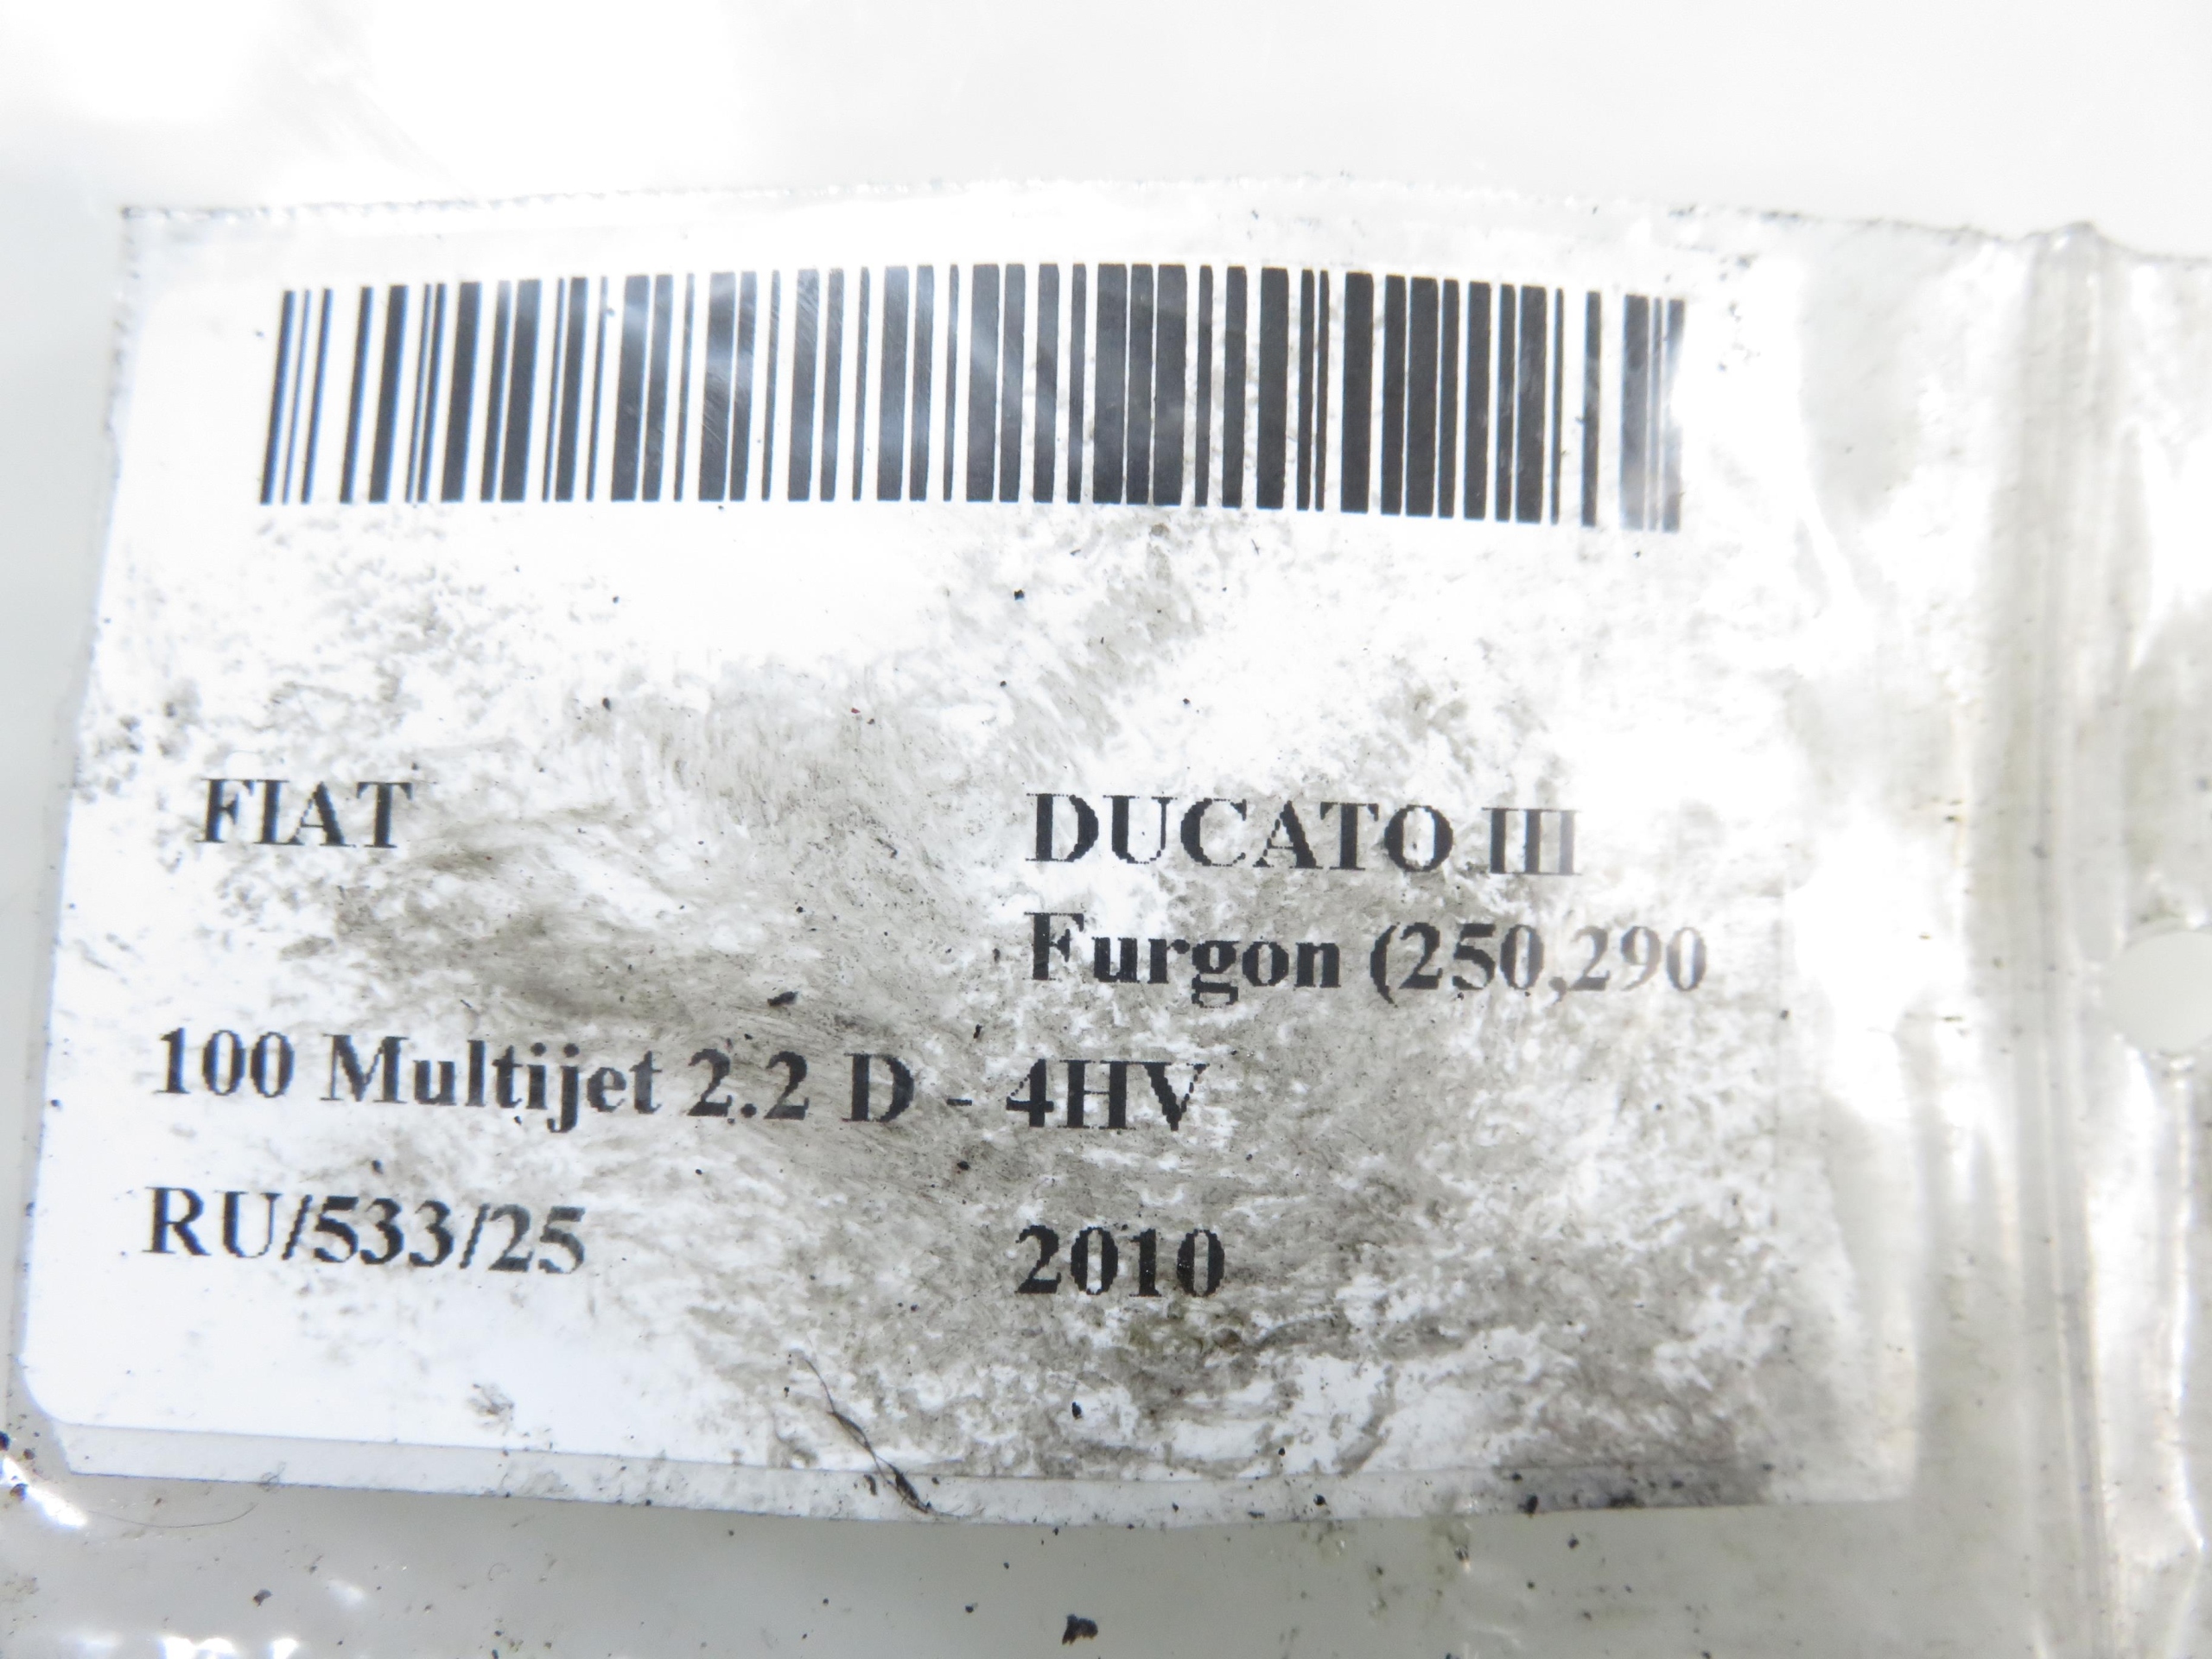 FIAT DUCATO III
Furgon (250,290
100 Multijet 2.2 D - 4HV
RU/533/25 2010